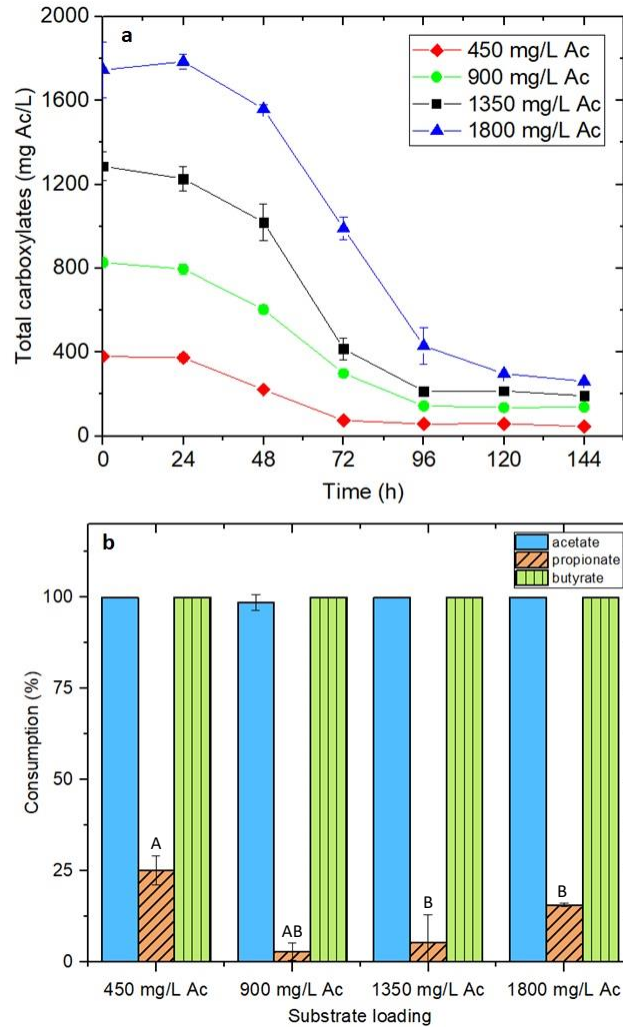 a
2000
1600
1200
800
400
0
Total carboxylates (mg Ac/L)
450 mg/L Ac
900 mg/L Ac
1350 mg/L Ac
1800 mg/L Ac
0 24 48 72 96 120 144
Time (h)
b
acetate
propionate
butyrate
100
75
50
25
0
Consumption (%)
A
AB
B
B
450 mg/L Ac 900 mg/L Ac 1350 mg/L Ac 1800 mg/L Ac
Substrate loading